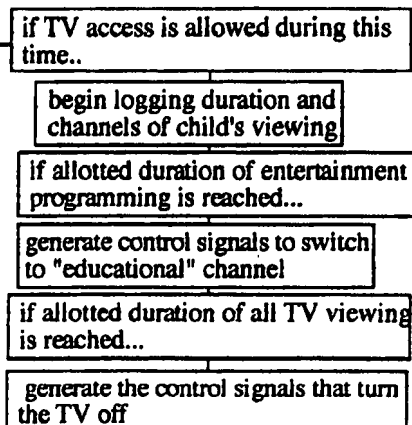 if TV access is allowed during this
time..
begin logging duration and
channels of child's viewing
if allotted duration of entertainment
programming is reached...
generate control signals to switch
to "educational" channel
if allotted duration of all TV viewing
is reached...
generate the control signals that turn
the TV off